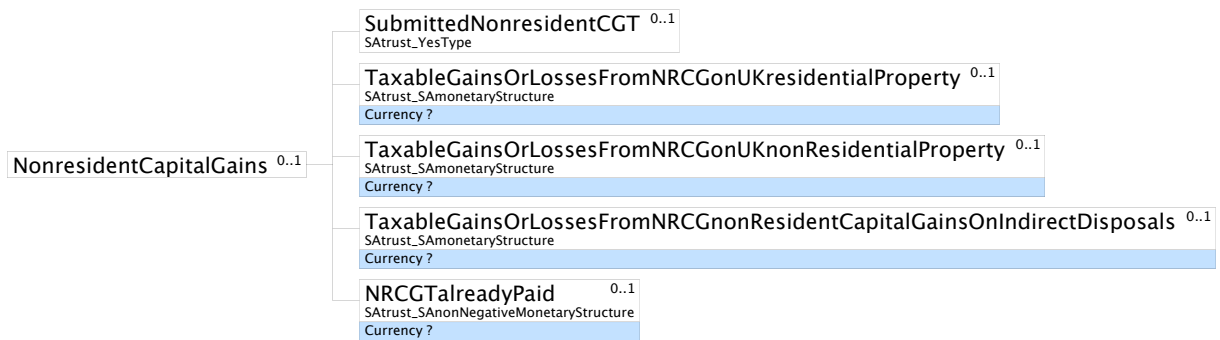 SubmittedNonresidentCGT 0..1
SAtrust_YesType
TaxableGainsOrLossesFromNRCGonUKresidentialProperty 0..1
SAtrust_SAmonetaryStructure
Currency ?
NonresidentCapitalGains 0..1
TaxableGainsOrLossesFromNRCGonUKnonResidentialProperty 0..1
SAtrust_SAmonetaryStructure
Currency ?
TaxableGainsOrLossesFromNRCGnonResidentCapitalGainsOnIndirectDisposals 0..1
SAtrust_SAmonetaryStructure
Currency ?
NRCGTalreadyPaid 0..1
SAtrust_SAnonNegativeMonetaryStructure
Currency ?